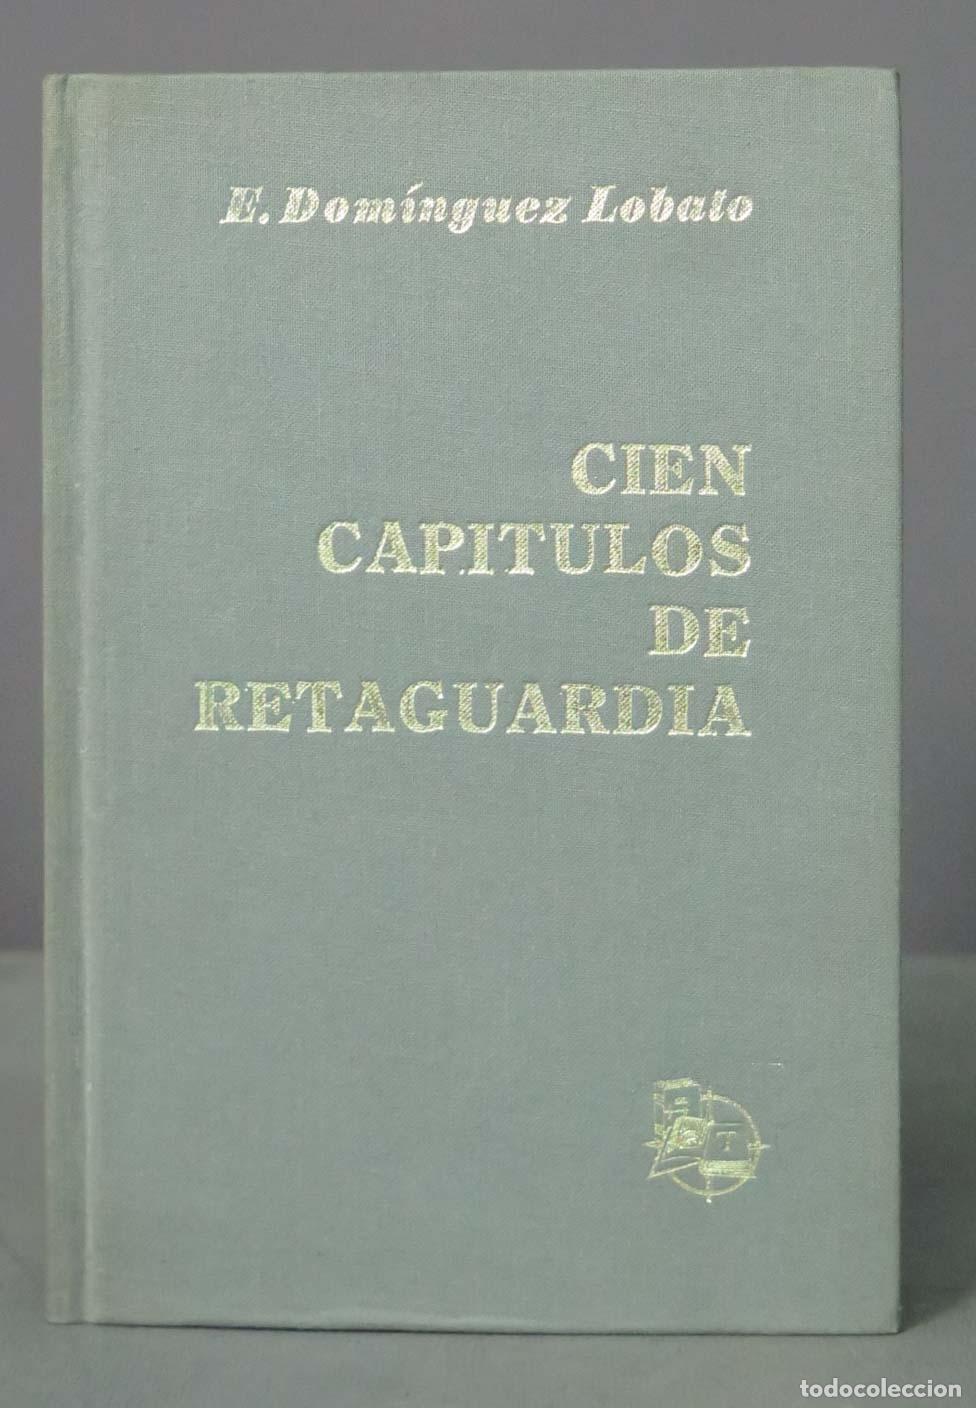 E. Domínguez Lobato
CIEN
CAPITULOS
DE
RETAGUARDIA
todocoleccion